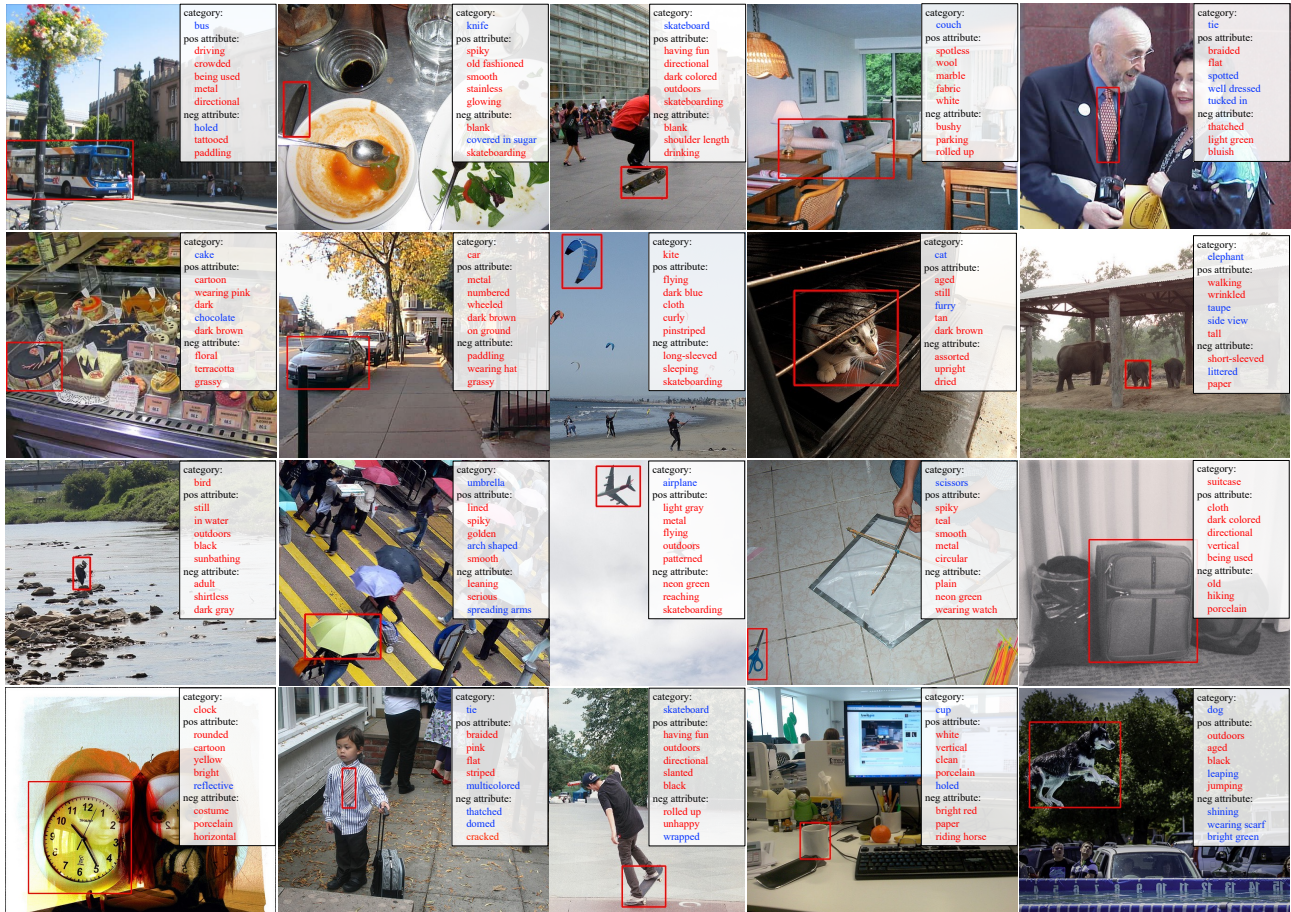 category:
bus
pos attribute:
driving
crowded
being used
metal
directional
neg attribute:
holed
tattooed
paddling
category:
knife
pos attribute:
spiky
old fashioned
smooth
stainless
glowing
neg attribute:
blank
covered in sugar
skateboarding
category:
skateboard
pos attribute:
having fun
directional
dark colored
outdoors
skateboarding
neg attribute:
blank
shoulder length
drinking
category:
couch
pos attribute:
spotless
wool
marble
fabric
white
neg attribute:
bushy
parking
rolled up
category:
tie
pos attribute:
braided
flat
spotted
well dressed
tucked in
neg attribute:
thatched
light green
bluish
category:
cake
pos attribute:
cartoon
wearing pink
dark
chocolate
dark brown
neg attribute:
floral
terracotta
grassy
category:
car
pos attribute:
metal
numbered
wheeled
dark brown
on ground
neg attribute:
paddling
wearing hat
grassy
category:
kite
pos attribute:
flying
dark blue
cloth
curly
pinstriped
neg attribute:
long-sleeved
sleeping
skateboarding
category:
cat
pos attribute:
aged
still
furry
tan
dark brown
neg attribute:
assorted
upright
dried
category:
elephant
pos attribute:
walking
wrinkled
taupe
side view
tall
neg attribute:
short-sleeved
littered
paper
category:
bird
pos attribute:
still
in water
outdoors
black
sunbathing
neg attribute:
adult
shirtless
dark gray
category:
umbrella
pos attribute:
lined
spiky
golden
arch shaped
smooth
neg attribute:
leaning
serious
spreading arms
category:
airplane
pos attribute:
light gray
metal
flying
outdoors
patterned
neg attribute:
neon green
reaching
skateboarding
category:
scissors
pos attribute:
spiky
teal
smooth
metal
circular
neg attribute:
plain
neon green
wearing watch
category:
suitcase
pos attribute:
cloth
dark colored
directional
vertical
being used
neg attribute:
old
hiking
porcelain
category:
clock
pos attribute:
rounded
cartoon
yellow
bright
reflective
neg attribute:
costume
porcelain
horizontal
category:
tie
pos attribute:
braided
pink
flat
striped
multicolored
neg attribute:
thatched
domed
cracked
category:
skateboard
pos attribute:
having fun
outdoors
directional
slanted
black
neg attribute:
rolled up
unhappy
wrapped
category:
cup
pos attribute:
white
vertical
clean
porcelain
holed
neg attribute:
bright red
paper
riding horse
category:
dog
pos attribute:
outdoors
aged
black
leaping
jumping
neg attribute:
shining
wearing scarf
bright green